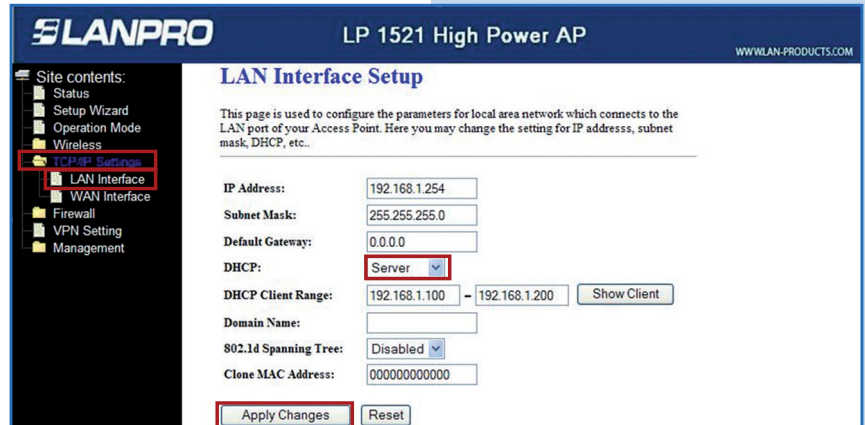 LANPRO
LP 1521 High Power AP
WWW.LAN-PRODUCTS.COM
Site contents:
Status
Setup Wizard
Operation Mode
Wireless
TCP/IP Settings
LAN Interface
WAN Interface
Firewall
VPN Setting
Management
LAN Interface Setup
This page is used to configure the parameters for local area network which connects to the
LAN port of your Access Point. Here you may change the setting for IP addresss, subnet
mask, DHCP, etc..
IP Address: 192.168.1.254
Subnet Mask: 255.255.255.0
Default Gateway: 0.0.0.0
DHCP: Server
DHCP Client Range: 192.168.1.100 – 192.168.1.200 Show Client
Domain Name:
802.1d Spanning Tree: Disabled
Clone MAC Address: 000000000000
Apply Changes Reset